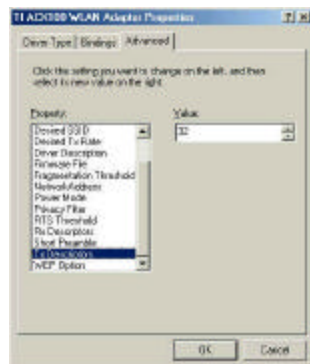 TI ACX100 WLAN Adapter Properties
Driver Type Bindings Advanced
Click the setting you want to change on the left, and then
select its new value on the right.
Property:
Value:
Desired SSID
32
Desired Tx Rate
Driver Description
Firmware File
Fragmentation Threshold
NetworkAddress
Power Mode
Privacy Filter
RTS Threshold
Rx Descriptors
Short Preamble
Tx Descriptors
WEP Option
OK Cancel